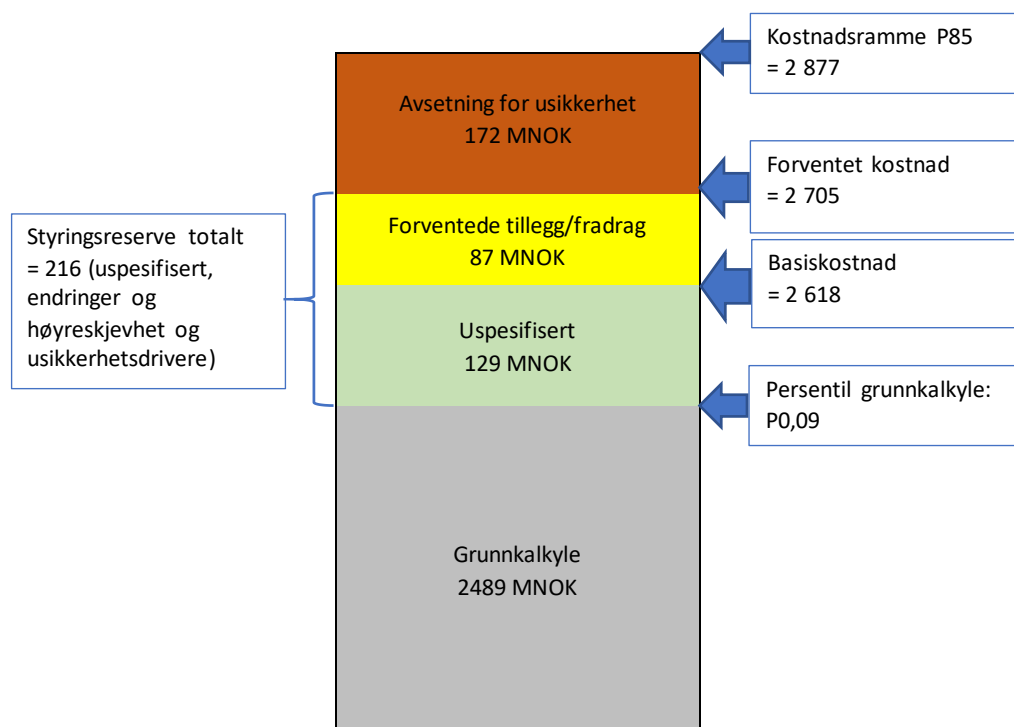 Kostnadsramme P85
= 2 877
Avsetning for usikkerhet
172 MNOK
Forventet kostnad
= 2 705
Styringsreserve totalt
= 216 (uspesifisert,
endringer og
høyreskjevhet og
usikkerhetsdrivere)
Forventede tillegg/fradrag
87 MNOK
Basiskostnad
= 2 618
Uspesifisert
129 MNOK
Persentil grunnkalkyle:
P0,09
Grunnkalkyle
2489 MNOK